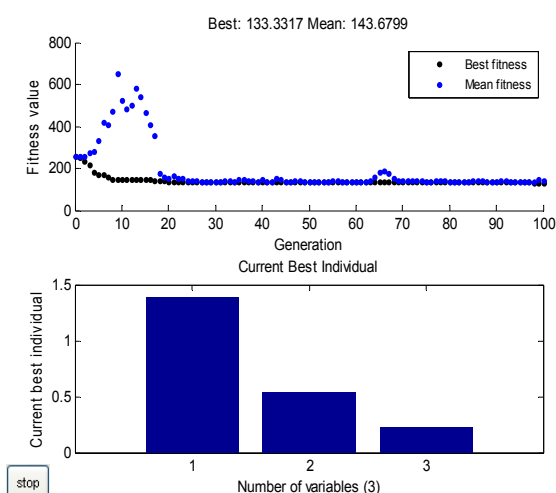 Best: 133.3317 Mean: 143.6799
800
600
400
200
0
Fitness value
Best fitness
Mean fitness
0 10 20 30 40 50 60 70 80 90 100
Generation
Current Best Individual
1.5
1
0.5
0
Current best individual
1 2 3
Number of variables (3)
stop